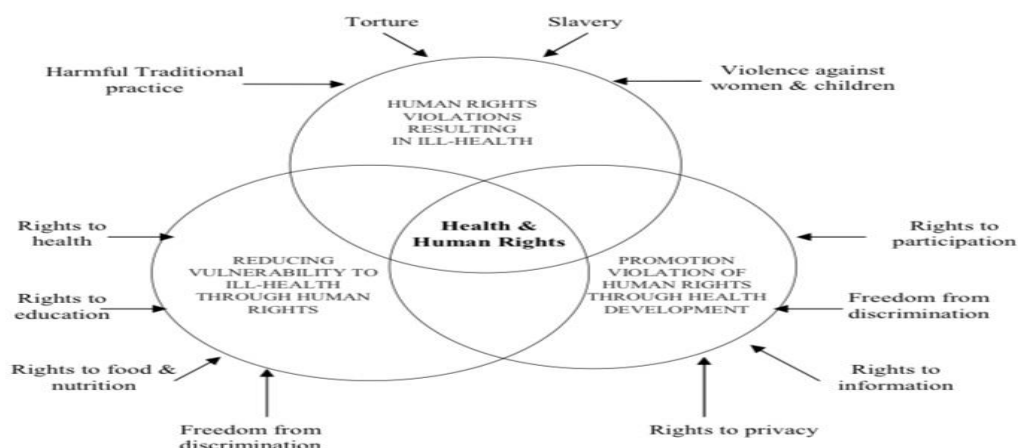 Torture
Slavery
Harmful Traditional
practice
Violence against
women & children
HUMAN RIGHTS
VIOLATIONS
RESULTING
IN ILL-HEALTH
Health &
Human Rights
Rights to
health
Rights to
participation
REDUCING
VULNERABILITY TO
ILL-HEALTH
THROUGH HUMAN
RIGHTS
PROMOTION
VIOLATION OF
HUMAN RIGHTS
THROUGH HEALTH
DEVELOPMENT
Rights to
education
Freedom from
discrimination
Rights to food &
nutrition
Rights to
information
Freedom from
discrimination
Rights to privacy